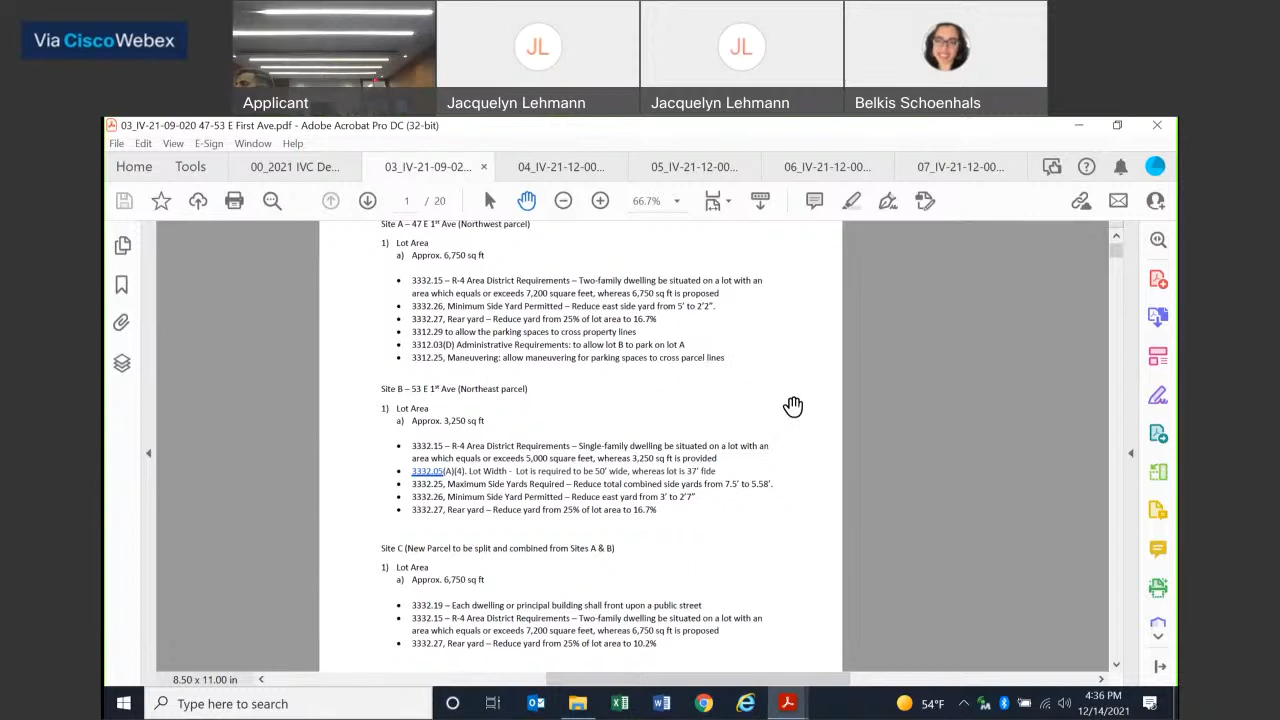 Via Cisco Webex
JL
JL
Applicant
Jacquelyn Lehmann
Jacquelyn Lehmann
Belkis Schoenhals
03_IV-21-09-020 47-53 E First Ave.pdf - Adobe Acrobat Pro DC (32-bit)
File Edit View E-Sign Window Help
Home Tools 00_2021 IVC De... 03_IV-21-09-02... × 04_IV-21-12-00... 05_IV-21-12-00... 06_IV-21-12-00... 07_IV-21-12-00...
1 / 20 66.7%
Site A – 47 E 1st Ave (Northwest parcel)
1) Lot Area
a) Approx. 6,750 sq ft
• 3332.15 – R-4 Area District Requirements – Two-family dwelling be situated on a lot with an
area which equals or exceeds 7,200 square feet, whereas 6,750 sq ft is proposed
• 3332.26, Minimum Side Yard Permitted – Reduce east side yard from 5' to 2'2".
• 3332.27, Rear yard – Reduce yard from 25% of lot area to 16.7%
• 3312.29 to allow the parking spaces to cross property lines
• 3312.03(D) Administrative Requirements: to allow lot B to park on lot A
• 3312.25, Maneuvering: allow maneuvering for parking spaces to cross parcel lines
Site B – 53 E 1st Ave (Northeast parcel)
1) Lot Area
a) Approx. 3,250 sq ft
• 3332.15 – R-4 Area District Requirements – Single-family dwelling be situated on a lot with an
area which equals or exceeds 5,000 square feet, whereas 3,250 sq ft is provided
• 3332.05(A)(4). Lot Width - Lot is required to be 50' wide, whereas lot is 37' fide
• 3332.25, Maximum Side Yards Required – Reduce total combined side yards from 7.5' to 5.58'.
• 3332.26, Minimum Side Yard Permitted – Reduce east yard from 3' to 2'7"
• 3332.27, Rear yard – Reduce yard from 25% of lot area to 16.7%
Site C (New Parcel to be split and combined from Sites A & B)
1) Lot Area
a) Approx. 6,750 sq ft
• 3332.19 – Each dwelling or principal building shall front upon a public street
• 3332.15 – R-4 Area District Requirements – Two-family dwelling be situated on a lot with an
area which equals or exceeds 7,200 square feet, whereas 6,750 sq ft is proposed
• 3332.27, Rear yard – Reduce yard from 25% of lot area to 10.2%
8.50 x 11.00 in
Type here to search
54°F
4:36 PM
12/14/2021